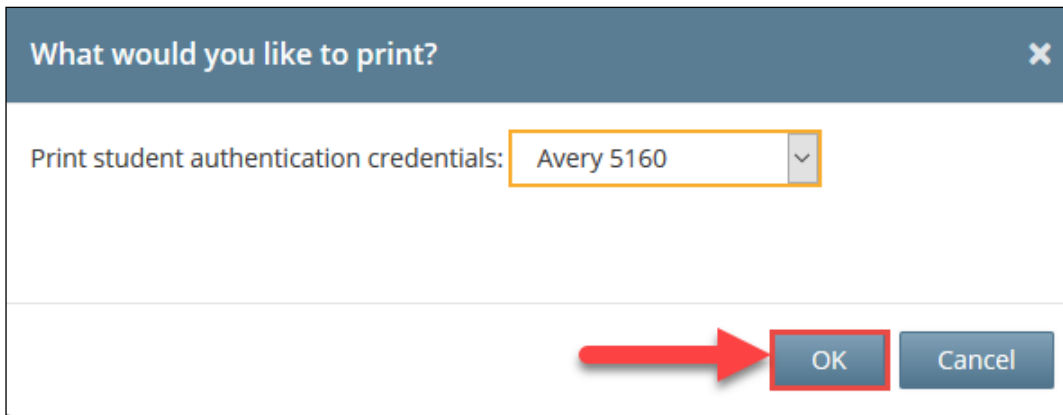 What would you like to print?
Print student authentication credentials: Avery 5160
OK Cancel